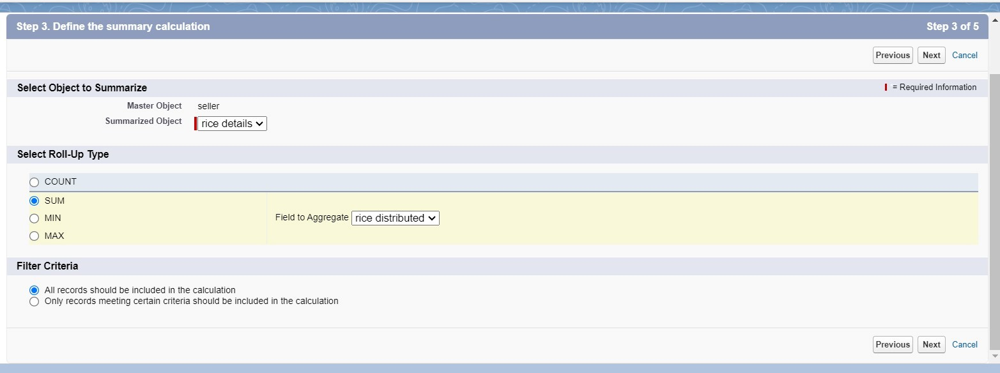 Step 3. Define the summary calculation Step 3 of 5
Previous Next Cancel
Select Object to Summarize = Required Information
Master Object seller
Summarized Object rice details
Select Roll-Up Type
COUNT
SUM
MIN Field to Aggregate rice distributed
MAX
Filter Criteria
All records should be included in the calculation
Only records meeting certain criteria should be included in the calculation
Previous Next Cancel